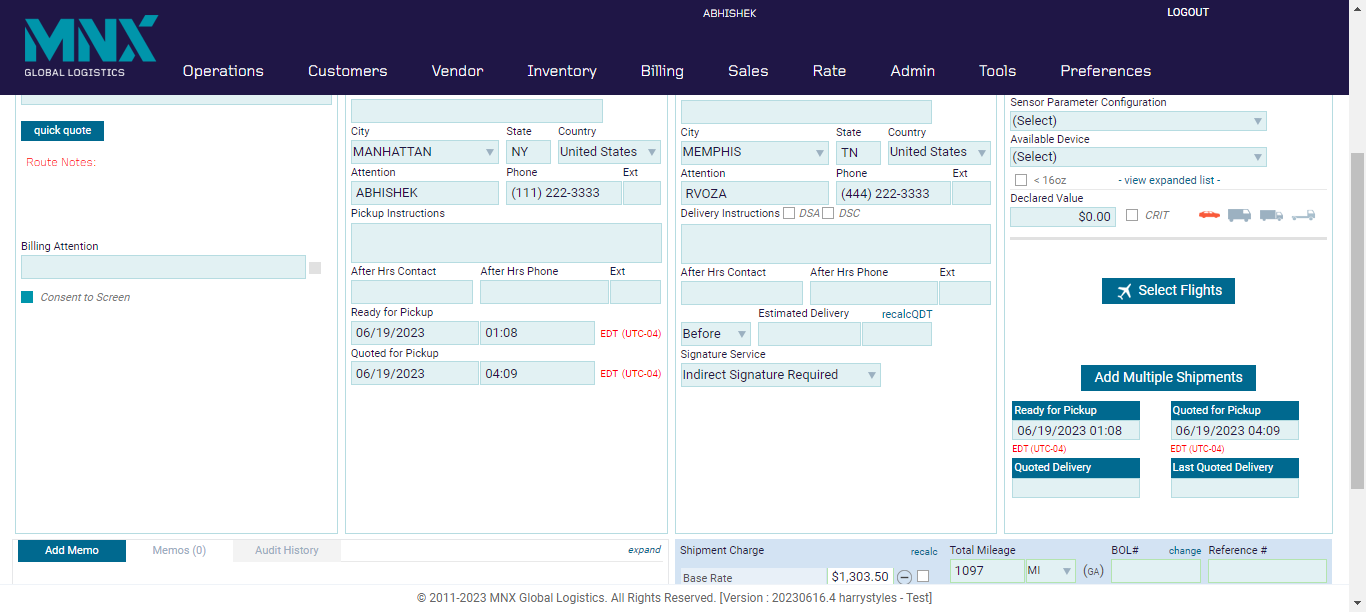 ABHISHEK
LOGOUT
MNX
GLOBAL LOGISTICS
Operations Customers Vendor Inventory Billing Sales Rate Admin Tools Preferences
quick quote
Route Notes:
Billing Attention
Consent to Screen
City State Country
MANHATTAN NY United States
Attention Phone Ext
ABHISHEK (111) 222-3333
Pickup Instructions
After Hrs Contact After Hrs Phone Ext
Ready for Pickup
06/19/2023 01:08 EDT (UTC-04)
Quoted for Pickup
06/19/2023 04:09 EDT (UTC-04)
City State Country
MEMPHIS TN United States
Attention Phone Ext
RVOZA (444) 222-3333
Delivery Instructions DSA DSC
After Hrs Contact After Hrs Phone Ext
Estimated Delivery recalcQDT
Before
Signature Service
Indirect Signature Required
Sensor Parameter Configuration
(Select)
Available Device
(Select)
< 16oz - view expanded list -
Declared Value
$0.00 CRIT
Select Flights
Add Multiple Shipments
Ready for Pickup Quoted for Pickup
06/19/2023 01:08 06/19/2023 04:09
EDT (UTC-04) EDT (UTC-04)
Quoted Delivery Last Quoted Delivery
Add Memo Memos (0) Audit History expand
Shipment Charge recalc Total Mileage BOL# change Reference #
Base Rate $1,303.50 1097 MI (GA)
© 2011-2023 MNX Global Logistics. All Rights Reserved. [Version : 20230616.4 harrystyles - Test]